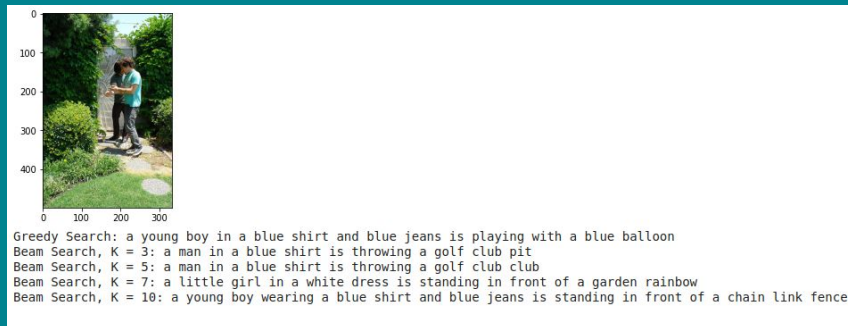 0
100
200
300
400
0 100 200 300
Greedy Search: a young boy in a blue shirt and blue jeans is playing with a blue balloon
Beam Search, K = 3: a man in a blue shirt is throwing a golf club pit
Beam Search, K = 5: a man in a blue shirt is throwing a golf club club
Beam Search, K = 7: a little girl in a white dress is standing in front of a garden rainbow
Beam Search, K = 10: a young boy wearing a blue shirt and blue jeans is standing in front of a chain link fence